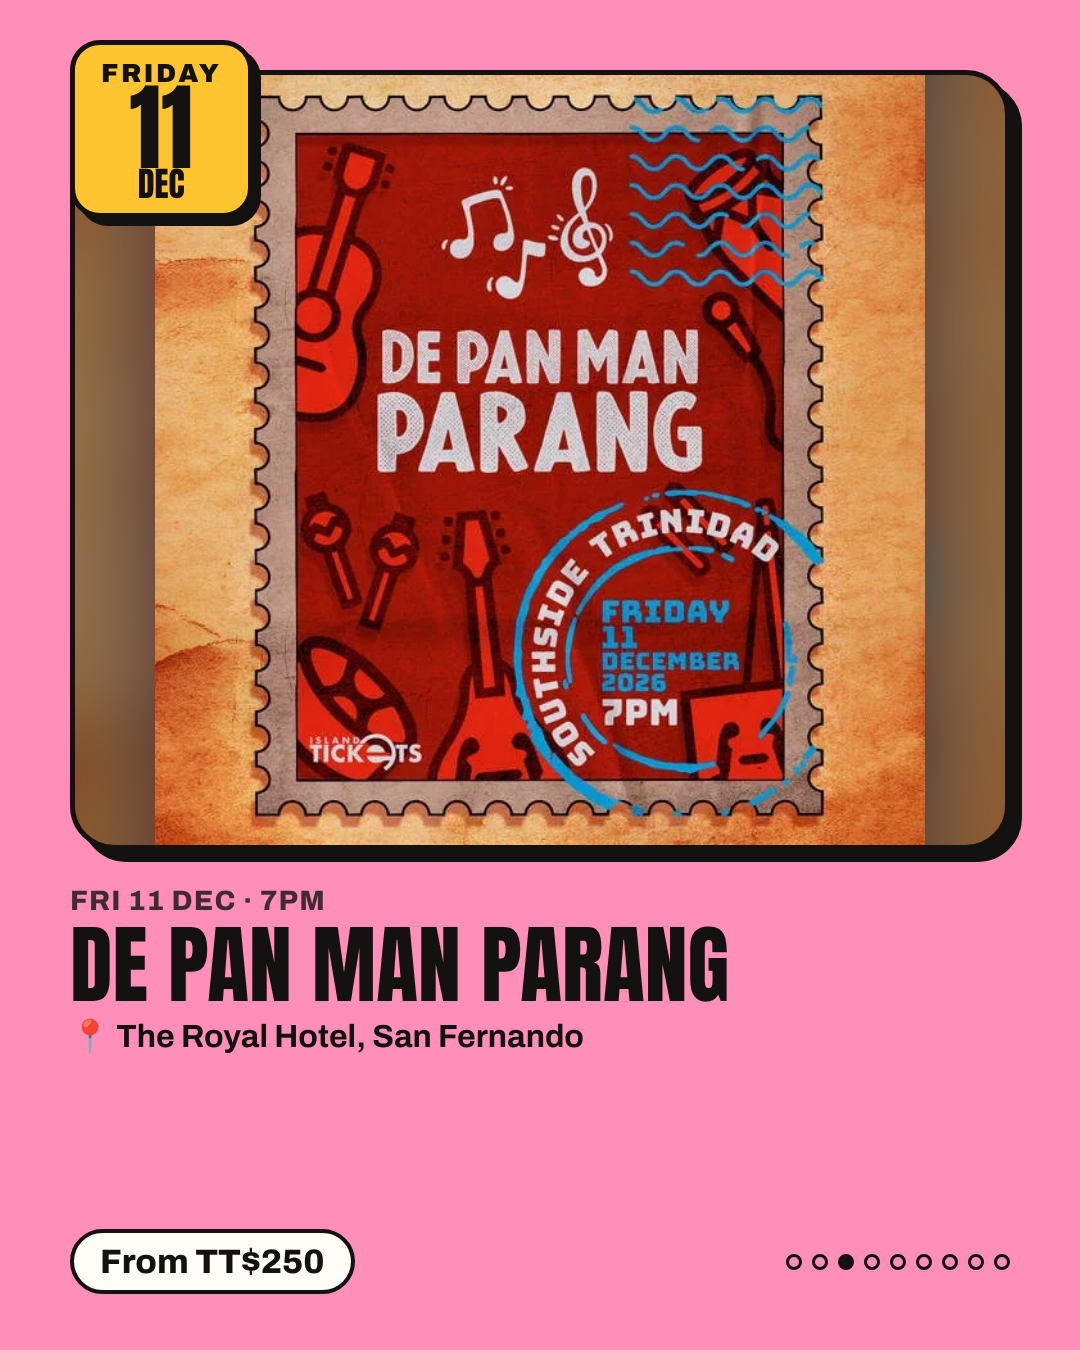 FRIDAY
11
DEC
DE PAN MAN
PARANG
SOUTHSIDE TRINIDAD
FRIDAY
11
DECEMBER
2026
7PM
ISLAND
TICKETS
FRI 11 DEC · 7PM
DE PAN MAN PARANG
📍 The Royal Hotel, San Fernando
From TT$250